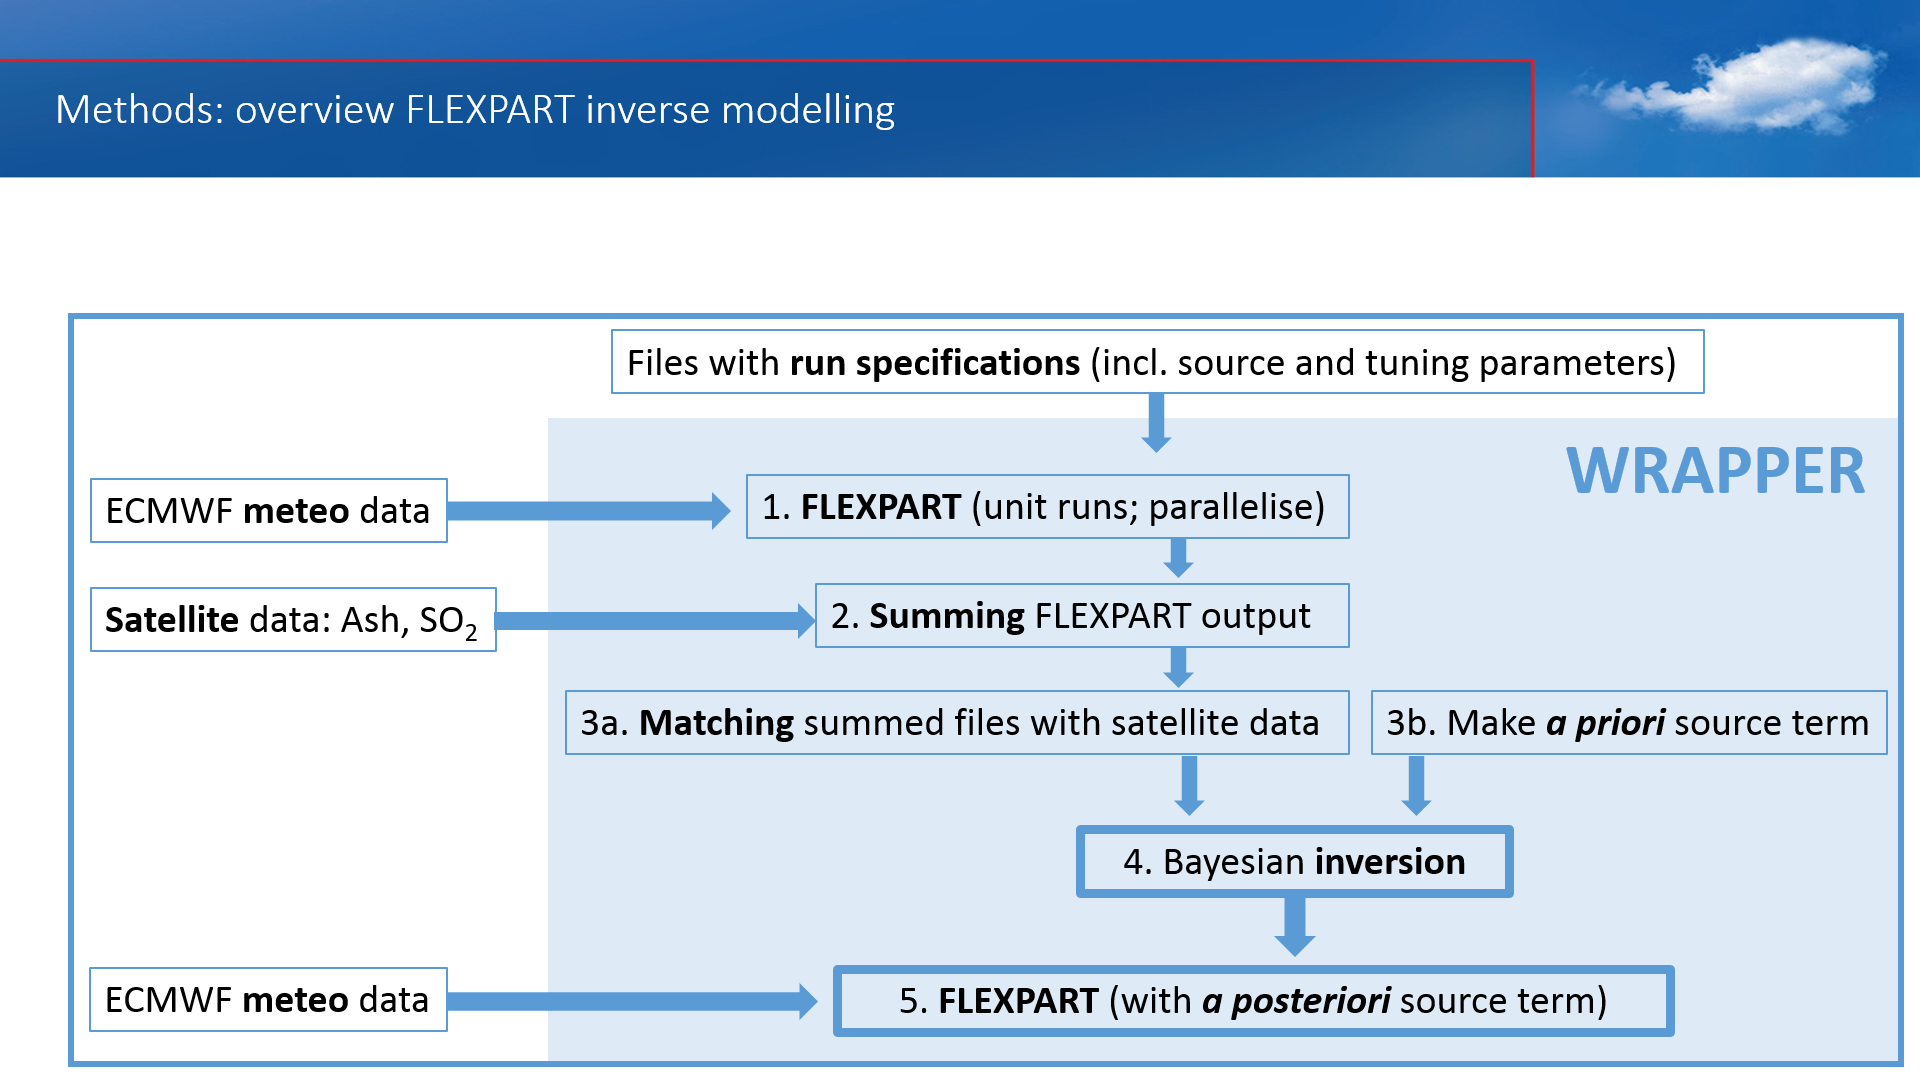 Methods: overview FLEXPART inverse modelling
Files with run specifications (incl. source and tuning parameters)
WRAPPER
ECMWF meteo data
1. FLEXPART (unit runs; parallelise)
Satellite data: Ash, SO₂
2. Summing FLEXPART output
3a. Matching summed files with satellite data
3b. Make a priori source term
4. Bayesian inversion
ECMWF meteo data
5. FLEXPART (with a posteriori source term)